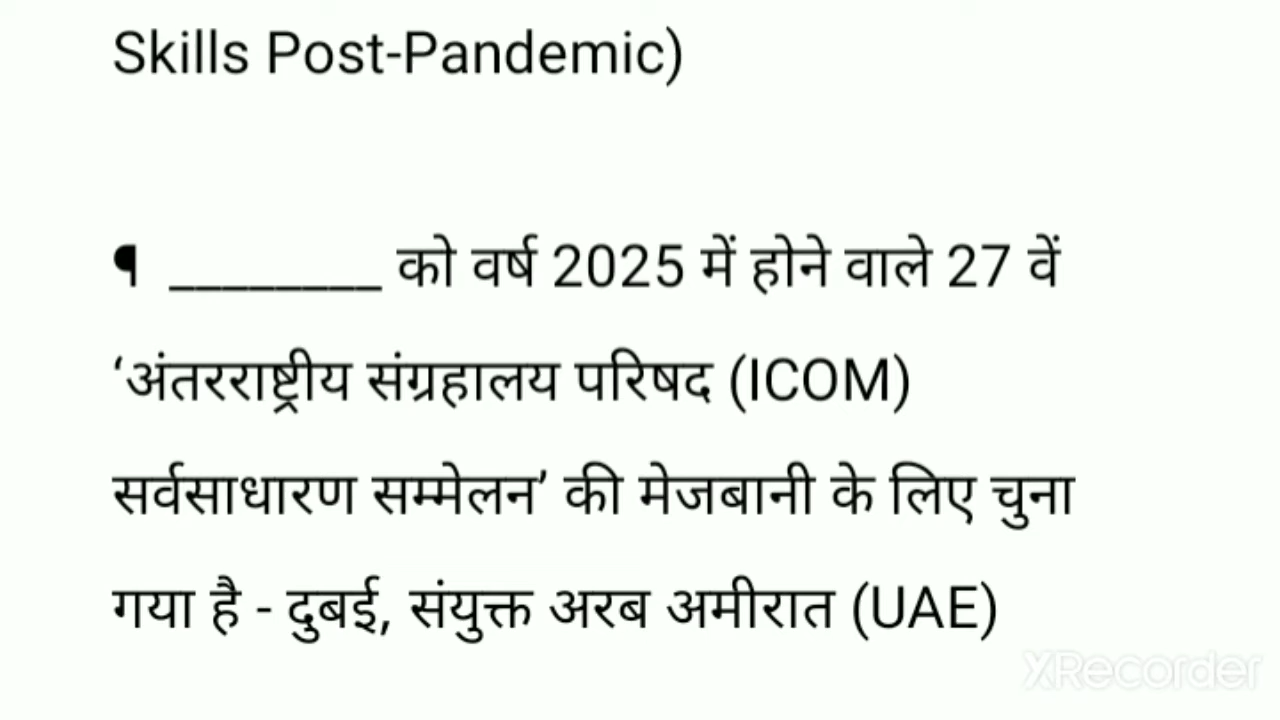 Skills Post-Pandemic)
¶ ________ को वर्ष 2025 में होने वाले 27 वें
‘अंतरराष्ट्रीय संग्रहालय परिषद (ICOM)
सर्वसाधारण सम्मेलन’ की मेजबानी के लिए चुना
गया है - दुबई, संयुक्त अरब अमीरात (UAE)
XRecorder